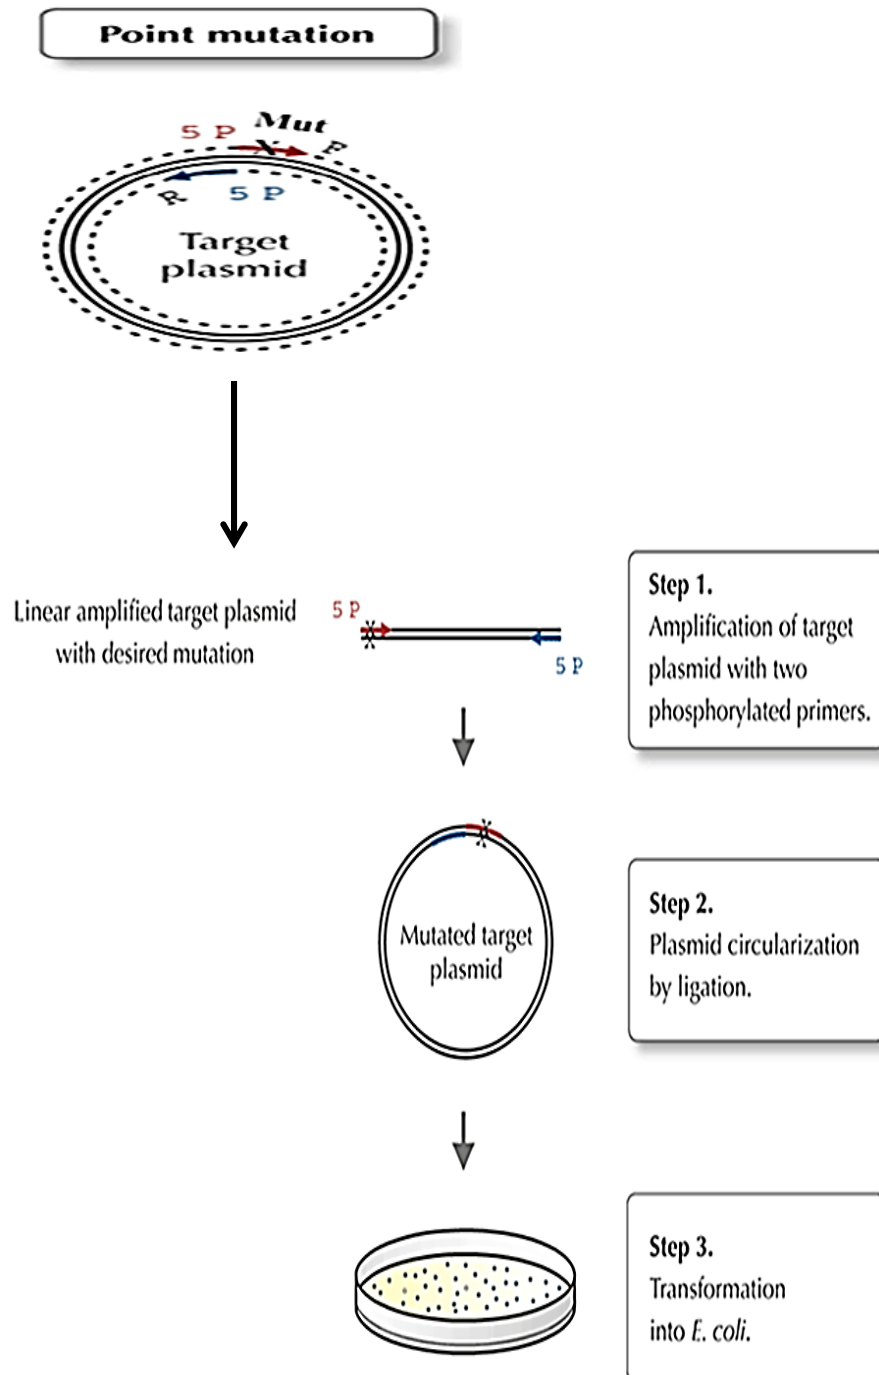 Point mutation
5 P Mut F
R 5 P
Target
plasmid
Linear amplified target plasmid
with desired mutation
5 P
5 P
Step 1.
Amplification of target
plasmid with two
phosphorylated primers.
Mutated target
plasmid
Step 2.
Plasmid circularization
by ligation.
Step 3.
Transformation
into E. coli.